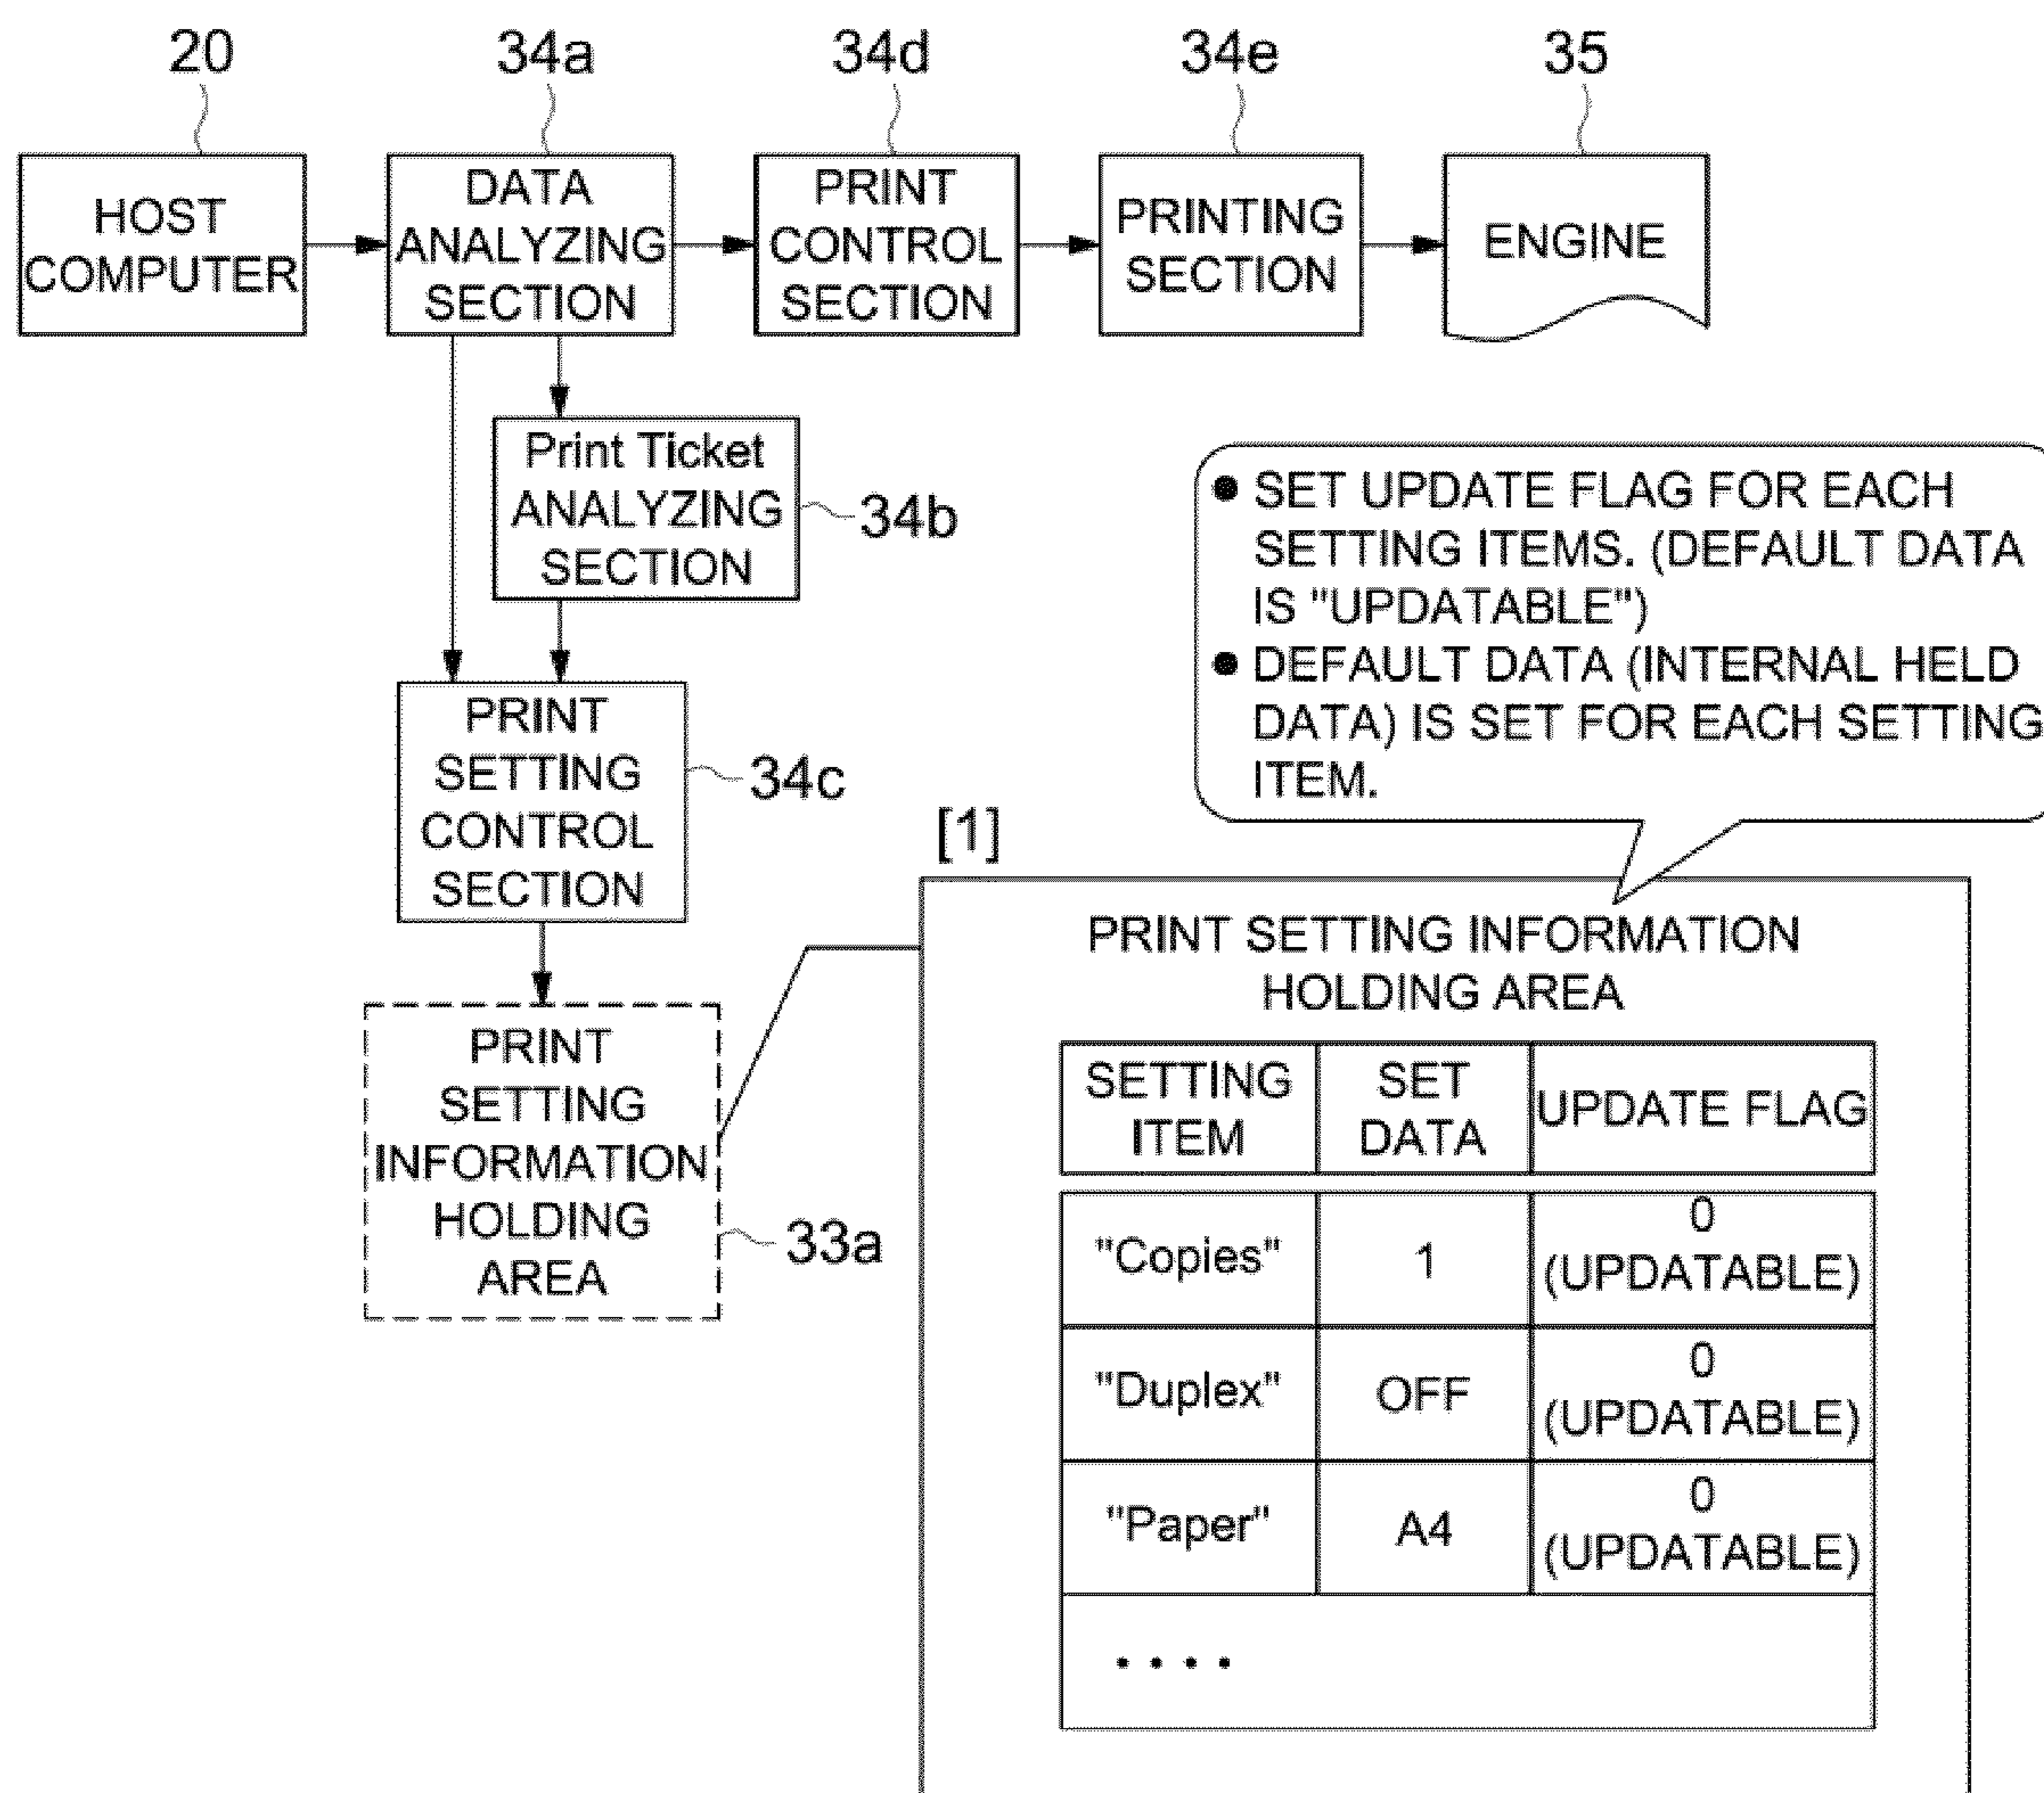 20
34a
34d
34e
35
HOST
COMPUTER
DATA
ANALYZING
SECTION
PRINT
CONTROL
SECTION
PRINTING
SECTION
ENGINE
Print Ticket
ANALYZING
SECTION
34b
PRINT
SETTING
CONTROL
SECTION
34c
PRINT
SETTING
INFORMATION
HOLDING
AREA
33a
● SET UPDATE FLAG FOR EACH
SETTING ITEMS. (DEFAULT DATA
IS "UPDATABLE")
● DEFAULT DATA (INTERNAL HELD
DATA) IS SET FOR EACH SETTING
ITEM.
[1]
PRINT SETTING INFORMATION
HOLDING AREA
SETTING
ITEM
SET
DATA
UPDATE FLAG
"Copies"
1
0
(UPDATABLE)
"Duplex"
OFF
0
(UPDATABLE)
"Paper"
A4
0
(UPDATABLE)
. . . .